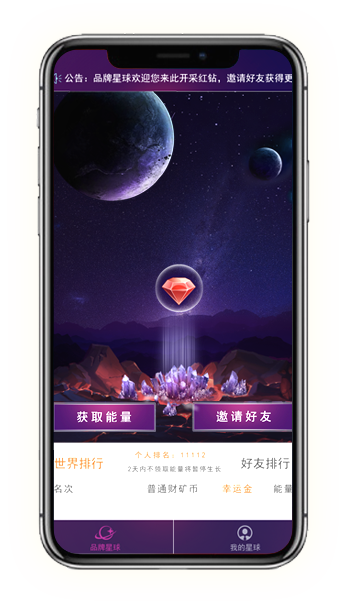 公告：品牌星球欢迎您来此开采红钻，邀请好友获得更
获取能量
邀请好友
世界排行
个人排名：11112
2天内不领取能量将暂停生长
好友排行
名次 普通财矿币 幸运金 能量
品牌星球
我的星球